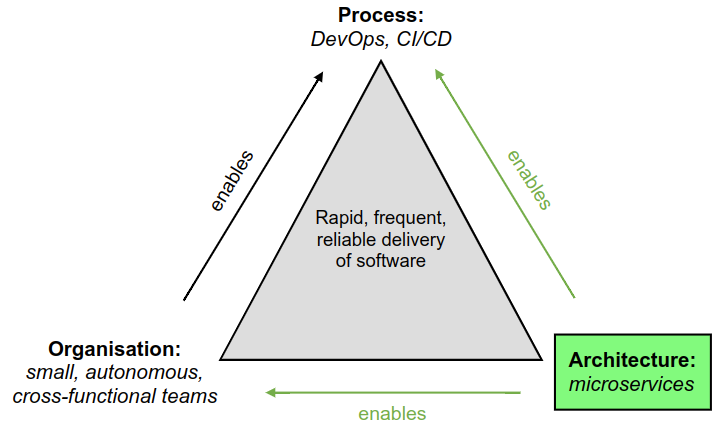 Process:
DevOps, CI/CD
enables
enables
Rapid, frequent,
reliable delivery
of software
Organisation:
small, autonomous,
cross-functional teams
Architecture:
microservices
enables